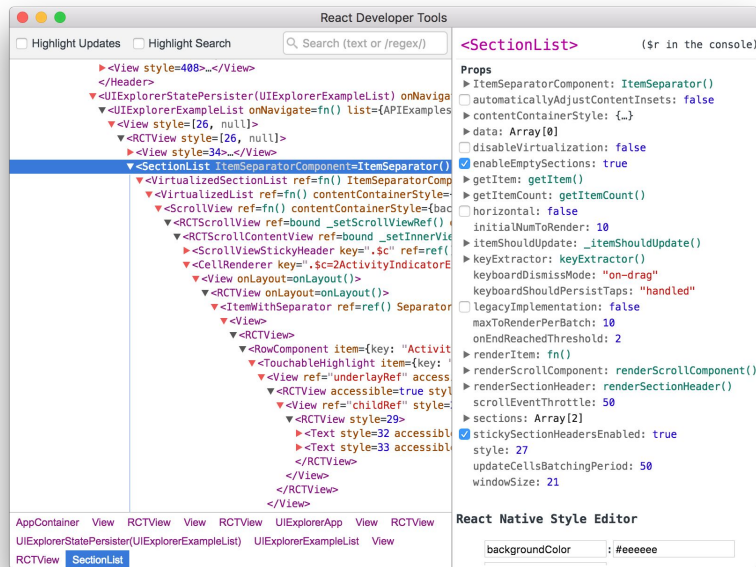 React Developer Tools
Highlight Updates Highlight Search Search (text or /regex/)
<View style=408>…</View>
</Header>
<UIExplorerStatePersister(UIExplorerExampleList) onNaviga
<UIExplorerExampleList onNavigate=fn() list={APIExamples
<View style=[26, null]>
<RCTView style=[26, null]>
<View style=34>…</View>
<SectionList ItemSeparatorComponent=ItemSeparator()
<VirtualizedSectionList ref=fn() ItemSeparatorComp
<VirtualizedList ref=fn() contentContainerStyle=
<ScrollView ref=fn() contentContainerStyle={bac
<RCTScrollView ref=bound _setScrollViewRef()
<RCTScrollContentView ref=bound _setInnerVie
<ScrollViewStickyHeader key=".$c" ref=ref()
<CellRenderer key=".$c=2ActivityIndicatorE
<View onLayout=onLayout()>
<RCTView onLayout=onLayout()>
<ItemWithSeparator ref=ref() Separator
<View>
<RCTView>
<RowComponent item={key: "Activit
<TouchableHighlight item={key: "
<View ref="underlayRef" access
<RCTView accessible=true styl
<View ref="childRef" style=
<RCTView style=29>
<Text style=32 accessible
<Text style=33 accessible
</RCTView>
</View>
</RCTView>
</View>
AppContainer View RCTView View RCTView UIExplorerApp View RCTView
UIExplorerStatePersister(UIExplorerExampleList) UIExplorerExampleList View
RCTView SectionList
<SectionList> ($r in the console)
Props
ItemSeparatorComponent: ItemSeparator()
automaticallyAdjustContentInsets: false
contentContainerStyle: {…}
data: Array[0]
disableVirtualization: false
enableEmptySections: true
getItem: getItem()
getItemCount: getItemCount()
horizontal: false
initialNumToRender: 10
itemShouldUpdate: _itemShouldUpdate()
keyExtractor: keyExtractor()
keyboardDismissMode: "on-drag"
keyboardShouldPersistTaps: "handled"
legacyImplementation: false
maxToRenderPerBatch: 10
onEndReachedThreshold: 2
renderItem: fn()
renderScrollComponent: renderScrollComponent()
renderSectionHeader: renderSectionHeader()
scrollEventThrottle: 50
sections: Array[2]
stickySectionHeadersEnabled: true
style: 27
updateCellsBatchingPeriod: 50
windowSize: 21
React Native Style Editor
backgroundColor : #eeeeee